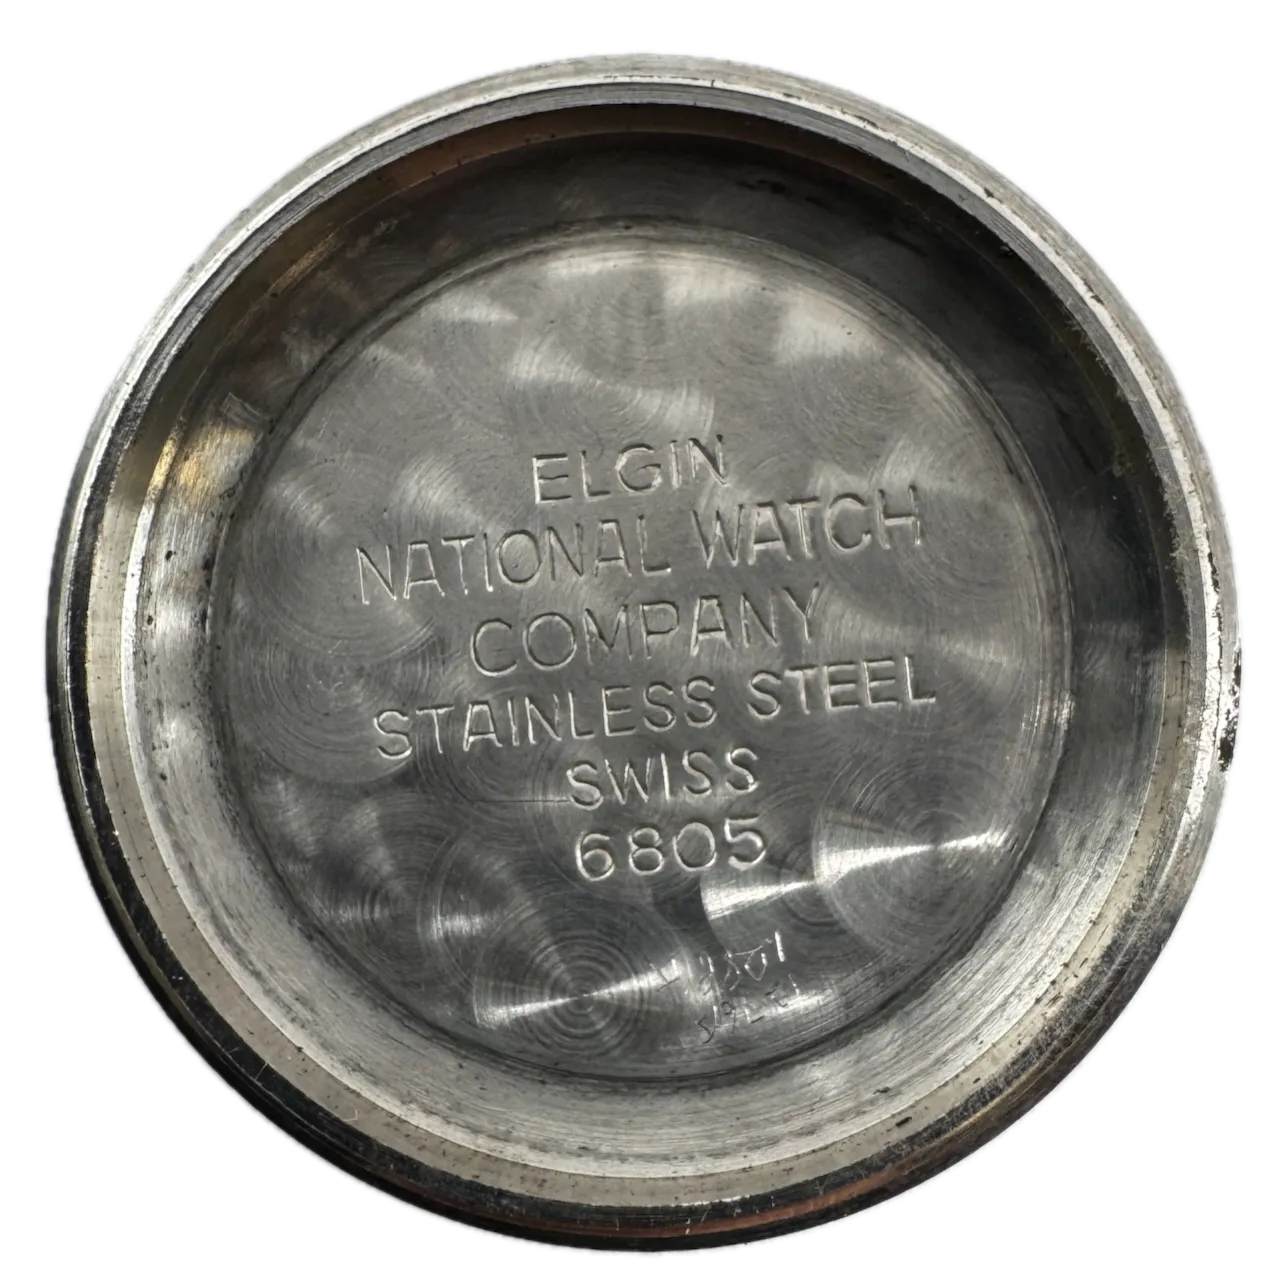 ELGIN
NATIONAL WATCH
COMPANY
STAINLESS STEEL
SWISS
6805